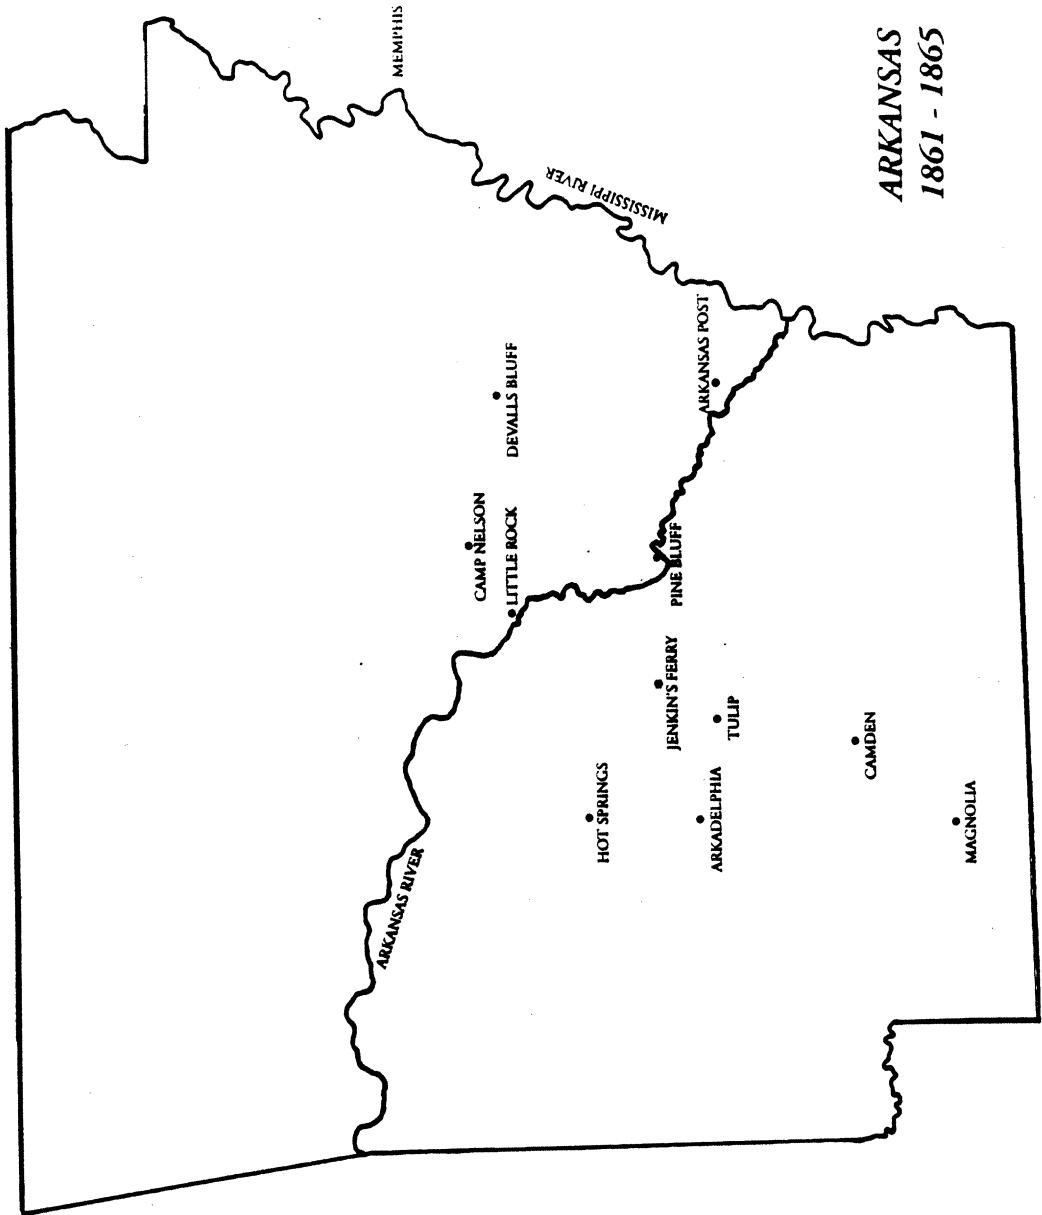 MEMPHIS
MISSISSIPPI RIVER
DEVALLS BLUFF
CAMP NELSON
LITTLE ROCK
ARKANSAS POST
PINE BLUFF
JENKIN'S FERRY
TULIP
HOT SPRINGS
ARKADELPHIA
CAMDEN
MAGNOLIA
ARKANSAS RIVER
ARKANSAS
1861 - 1865